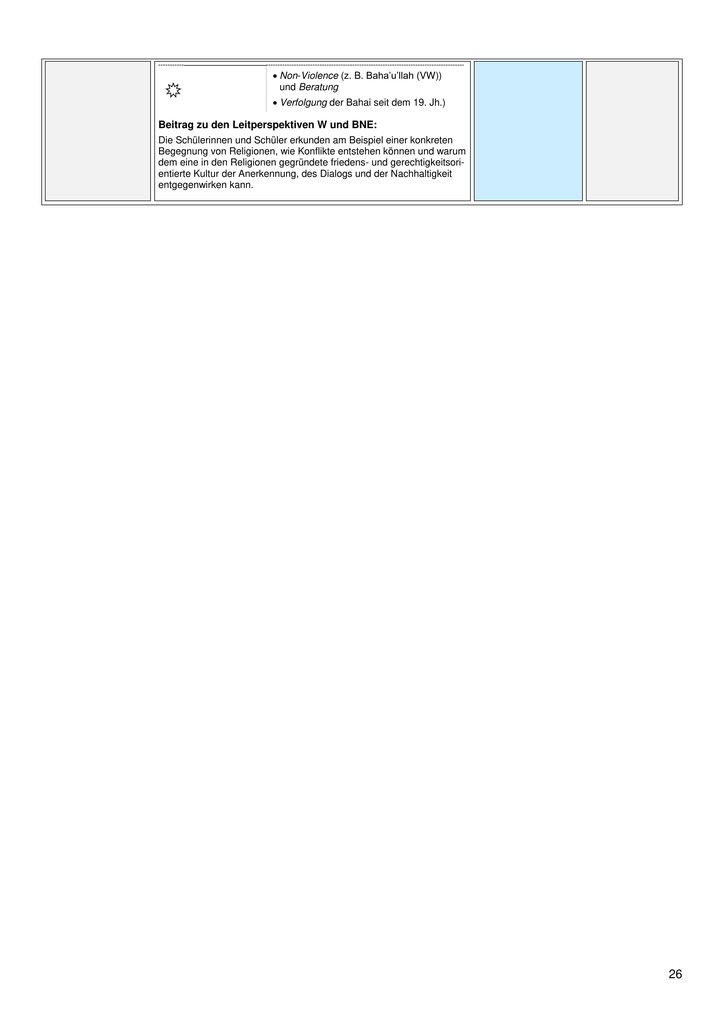 • Non-Violence (z. B. Baha’u’llah (VW))
und Beratung
• Verfolgung der Bahai seit dem 19. Jh.)
Beitrag zu den Leitperspektiven W und BNE:
Die Schülerinnen und Schüler erkunden am Beispiel einer konkreten
Begegnung von Religionen, wie Konflikte entstehen können und warum
dem eine in den Religionen gegründete friedens- und gerechtigkeitsori-
entierte Kultur der Anerkennung, des Dialogs und der Nachhaltigkeit
entgegenwirken kann.
26